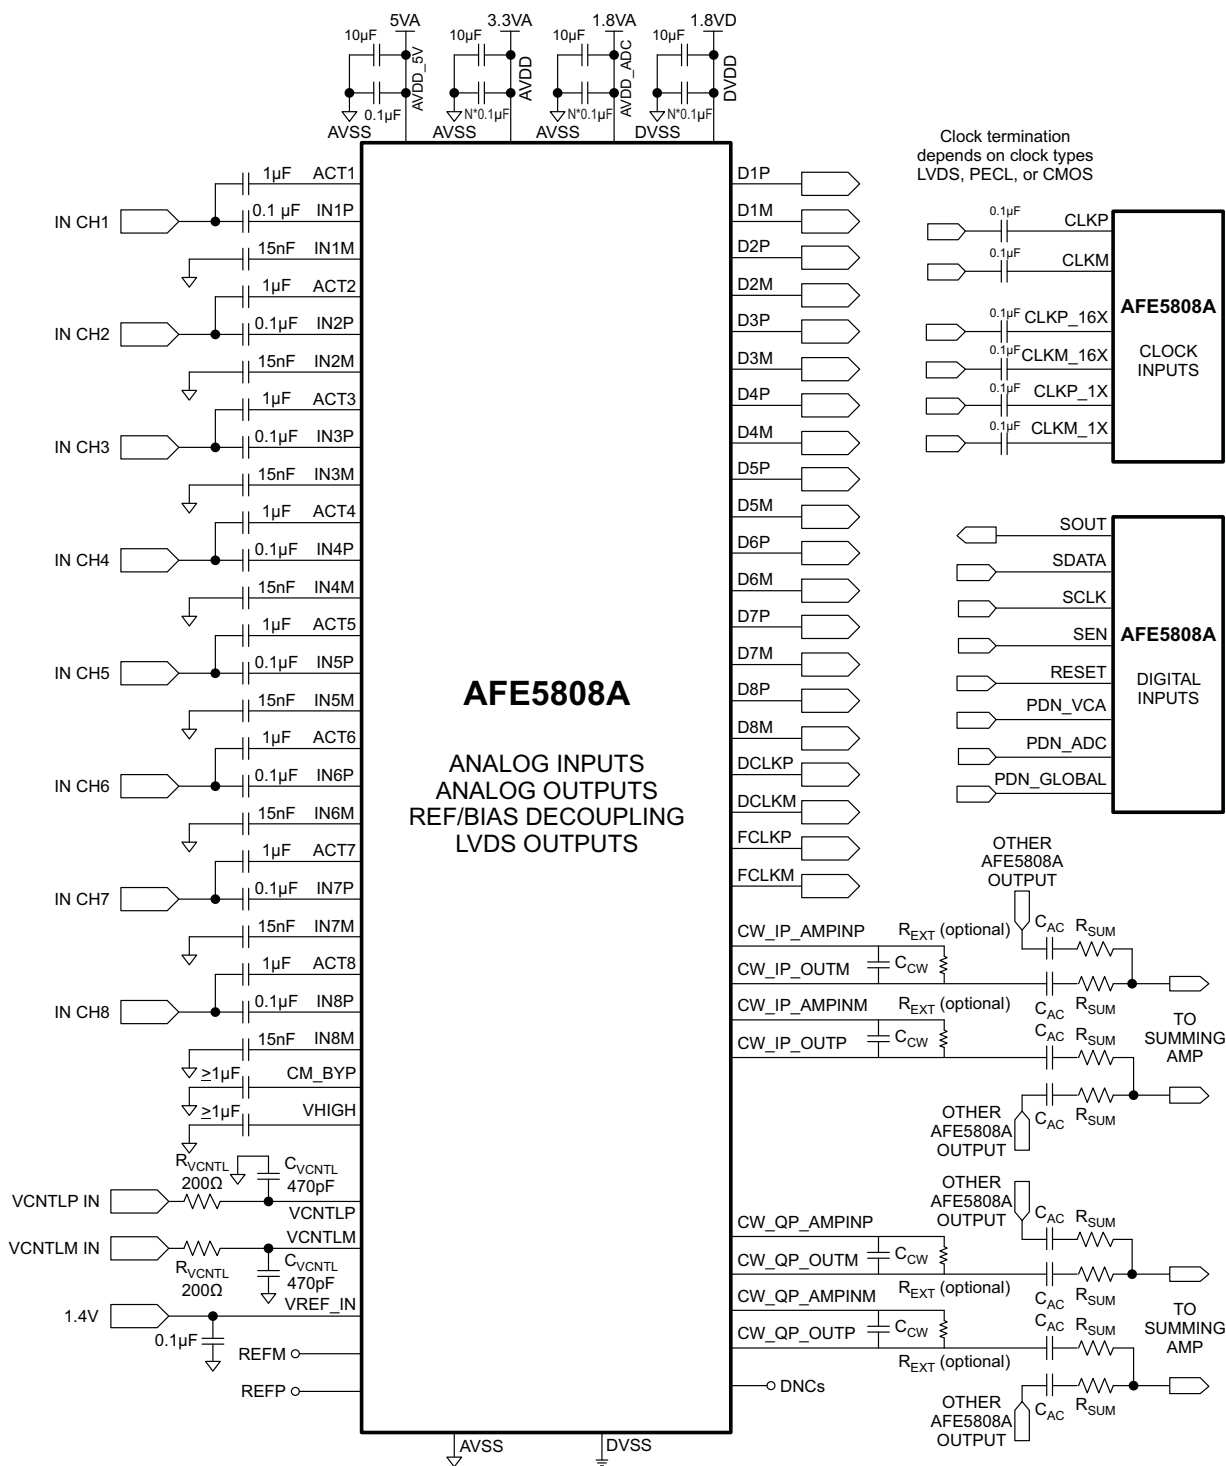 5VA
3.3VA
1.8VA
1.8VD
10µF
10µF
10µF
10µF
AVDD_5V
AVDD
AVDD_ADC
DVDD
0.1µF
N*0.1µF
N*0.1µF
N*0.1µF
AVSS
AVSS
AVSS
DVSS
1µF ACT1
IN CH1
0.1 µF IN1P
15nF IN1M
1µF ACT2
IN CH2
0.1µF IN2P
15nF IN2M
1µF ACT3
IN CH3
0.1µF IN3P
15nF IN3M
1µF ACT4
IN CH4
0.1µF IN4P
15nF IN4M
1µF ACT5
IN CH5
0.1µF IN5P
15nF IN5M
1µF ACT6
IN CH6
0.1µF IN6P
15nF IN6M
1µF ACT7
IN CH7
0.1µF IN7P
15nF IN7M
1µF ACT8
IN CH8
0.1µF IN8P
15nF IN8M
≥1µF CM_BYP
≥1µF VHIGH
RVCNTL
200Ω
CVCNTL
470pF
VCNTLP IN
VCNTLP
VCNTLM IN
VCNTLM
RVCNTL
200Ω
CVCNTL
470pF
1.4V
VREF_IN
0.1µF
REFM
REFP
AVSS
DVSS
AFE5808A
ANALOG INPUTS
ANALOG OUTPUTS
REF/BIAS DECOUPLING
LVDS OUTPUTS
D1P
D1M
D2P
D2M
D3P
D3M
D4P
D4M
D5P
D5M
D6P
D6M
D7P
D7M
D8P
D8M
DCLKP
DCLKM
FCLKP
FCLKM
CW_IP_AMPINP
REXT (optional)
CW_IP_OUTM
CCW
CW_IP_AMPINM
REXT (optional)
CW_IP_OUTP
CCW
OTHER
AFE5808A
OUTPUT
CAC
RSUM
CAC
RSUM
CAC
RSUM
TO
SUMMING
AMP
OTHER
AFE5808A
OUTPUT
CAC
RSUM
CW_QP_AMPINP
CW_QP_OUTM
CCW
REXT (optional)
CW_QP_AMPINM
CW_QP_OUTP
CCW
REXT (optional)
DNCs
OTHER
AFE5808A
OUTPUT
CAC
RSUM
CAC
RSUM
CAC
RSUM
TO
SUMMING
AMP
OTHER
AFE5808A
OUTPUT
CAC
RSUM
Clock termination
depends on clock types
LVDS, PECL, or CMOS
0.1µF CLKP
0.1µF CLKM
0.1µF CLKP_16X
0.1µF CLKM_16X
0.1µF CLKP_1X
0.1µF CLKM_1X
AFE5808A
CLOCK
INPUTS
SOUT
SDATA
SCLK
SEN
RESET
PDN_VCA
PDN_ADC
PDN_GLOBAL
AFE5808A
DIGITAL
INPUTS